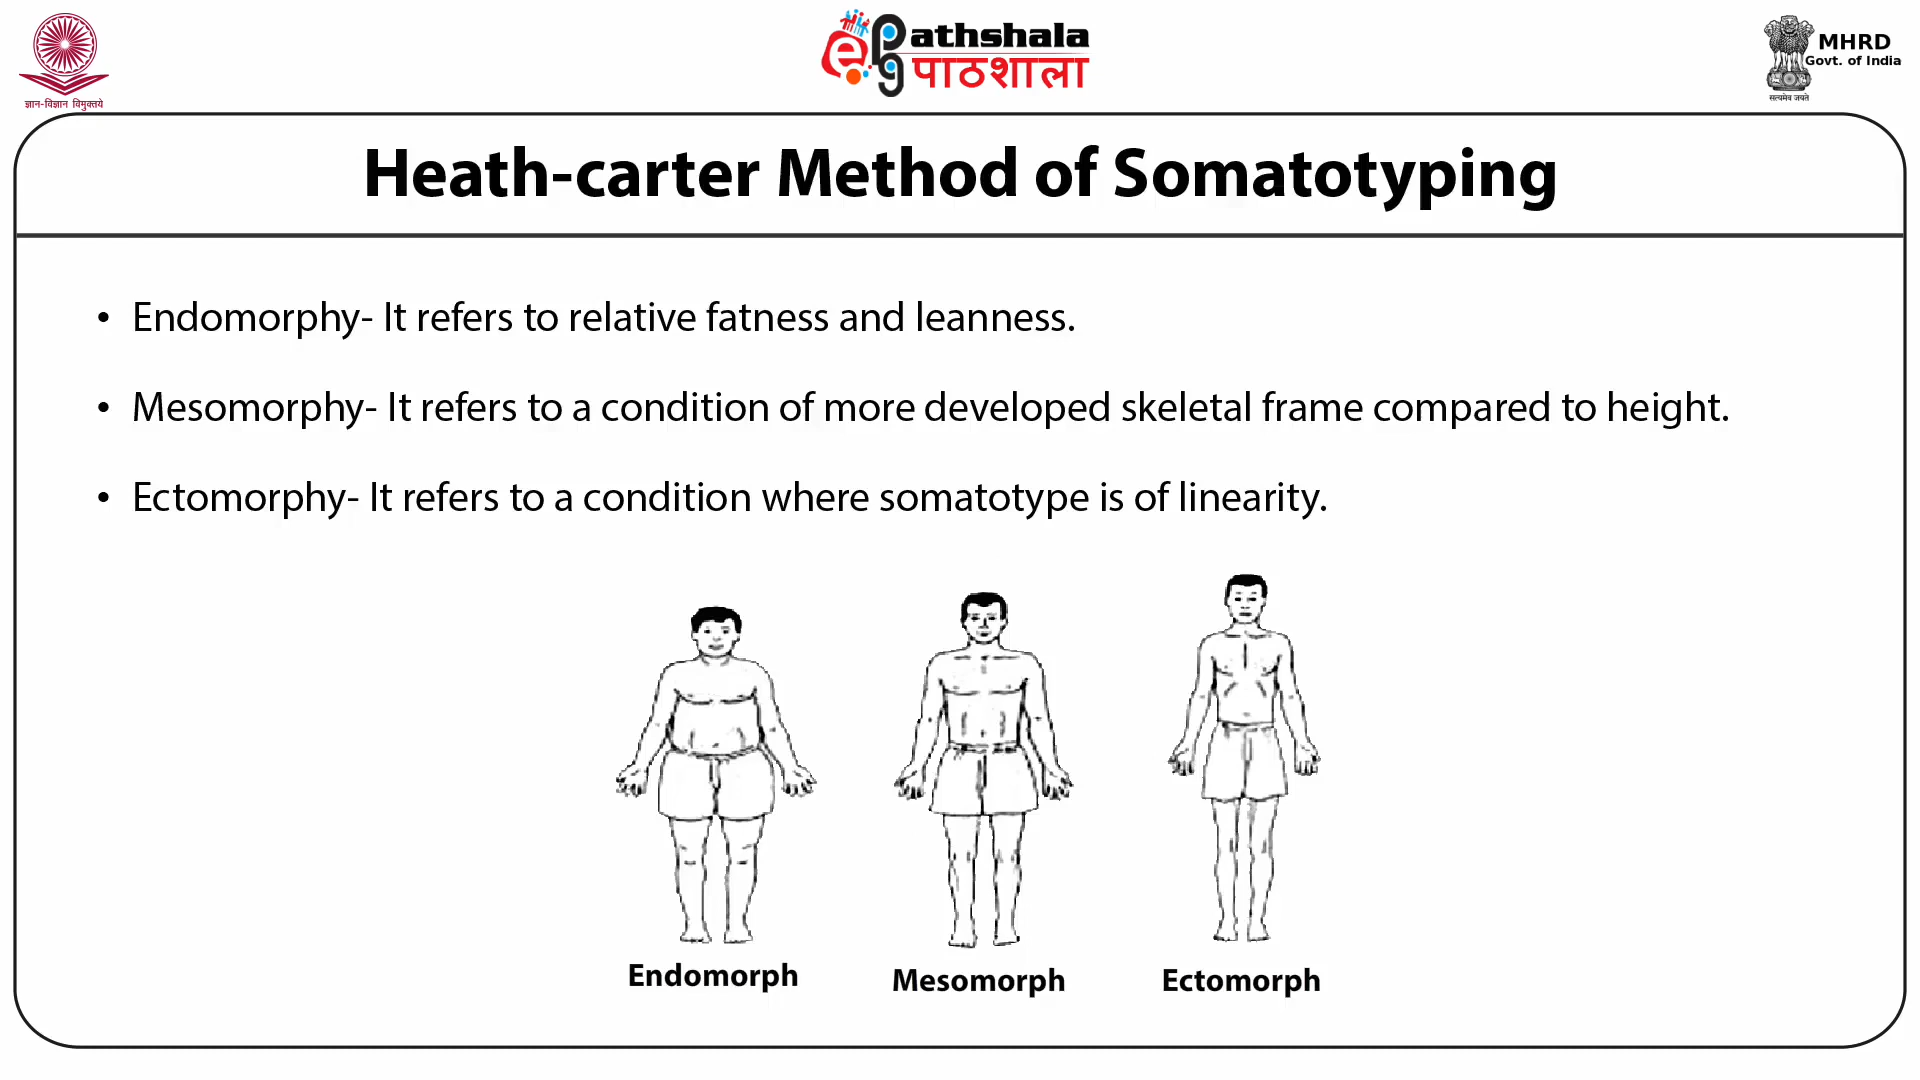 ज्ञान-विज्ञान विमुक्तये
e Pathshala
पाठशाला
MHRD
Govt. of India
सत्यमेव जयते
Heath-carter Method of Somatotyping
• Endomorphy- It refers to relative fatness and leanness.
• Mesomorphy- It refers to a condition of more developed skeletal frame compared to height.
• Ectomorphy- It refers to a condition where somatotype is of linearity.
Endomorph
Mesomorph
Ectomorph